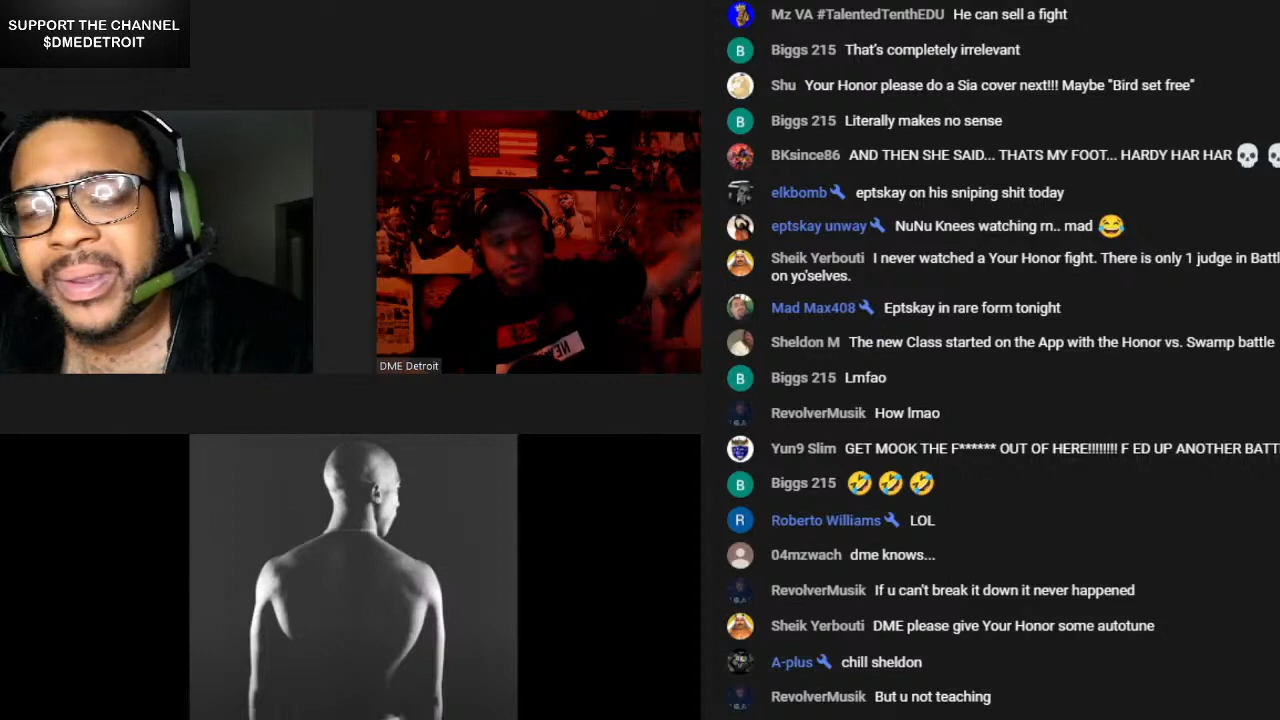 SUPPORT THE CHANNEL
$DMEDETROIT
DME Detroit
Mz VA #TalentedTenthEDU He can sell a fight
Biggs 215 That's completely irrelevant
Shu Your Honor please do a Sia cover next!!! Maybe "Bird set free"
Biggs 215 Literally makes no sense
BKsince86 AND THEN SHE SAID... THATS MY FOOT... HARDY HAR HAR 💀
elkbomb eptskay on his sniping shit today
eptskay unway NuNu Knees watching rn.. mad 😂
Sheik Yerbouti I never watched a Your Honor fight. There is only 1 judge in Battl
on yo'selves.
Mad Max408 Eptskay in rare form tonight
Sheldon M The new Class started on the App with the Honor vs. Swamp battle
Biggs 215 Lmfao
RevolverMusik How lmao
Yun9 Slim GET MOOK THE F****** OUT OF HERE!!!!!!!! F ED UP ANOTHER BATT
Biggs 215 🤣🤣🤣
Roberto Williams LOL
04mzwach dme knows...
RevolverMusik If u can't break it down it never happened
Sheik Yerbouti DME please give Your Honor some autotune
A-plus chill sheldon
RevolverMusik But u not teaching